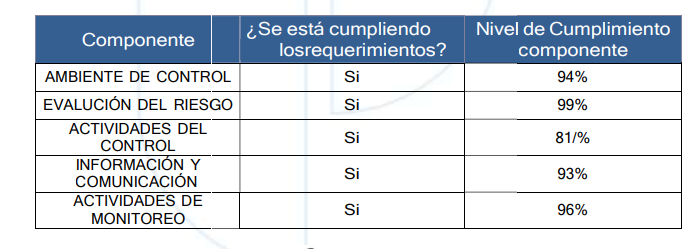 Componente
¿Se está cumpliendo
losrequerimientos?
Nivel de Cumplimiento
componente
AMBIENTE DE CONTROL Si 94%
EVALUCIÓN DEL RIESGO Si 99%
ACTIVIDADES DEL
CONTROL
Si 81/%
INFORMACIÓN Y
COMUNICACIÓN
Si 93%
ACTIVIDADES DE
MONITOREO
Si 96%